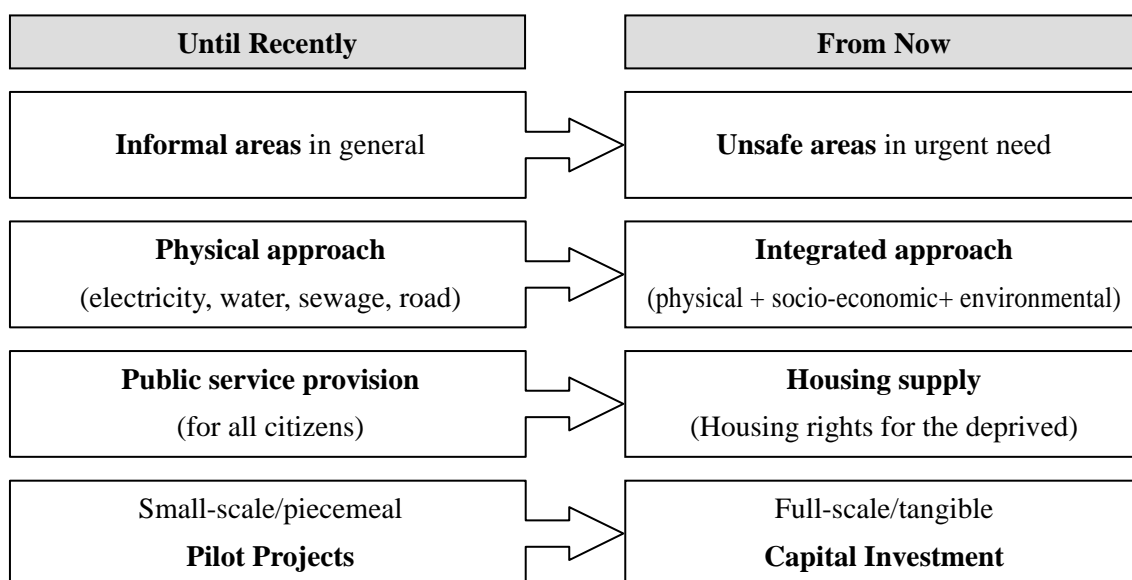 Until Recently
From Now
Informal areas in general
Unsafe areas in urgent need
Physical approach
(electricity, water, sewage, road)
Integrated approach
(physical + socio-economic+ environmental)
Public service provision
(for all citizens)
Housing supply
(Housing rights for the deprived)
Small-scale/piecemeal
Pilot Projects
Full-scale/tangible
Capital Investment